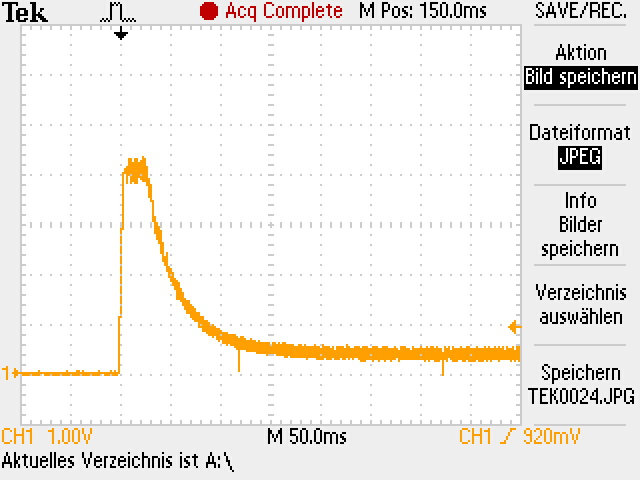 Tek Acq Complete M Pos: 150.0ms SAVE/REC.
Aktion
Bild speichern
Dateiformat
JPEG
Info
Bilder
speichern
Verzeichnis
auswählen
Speichern
TEK0024.JPG
1
CH1 1.00V M 50.0ms CH1 920mV
Aktuelles Verzeichnis ist A:\